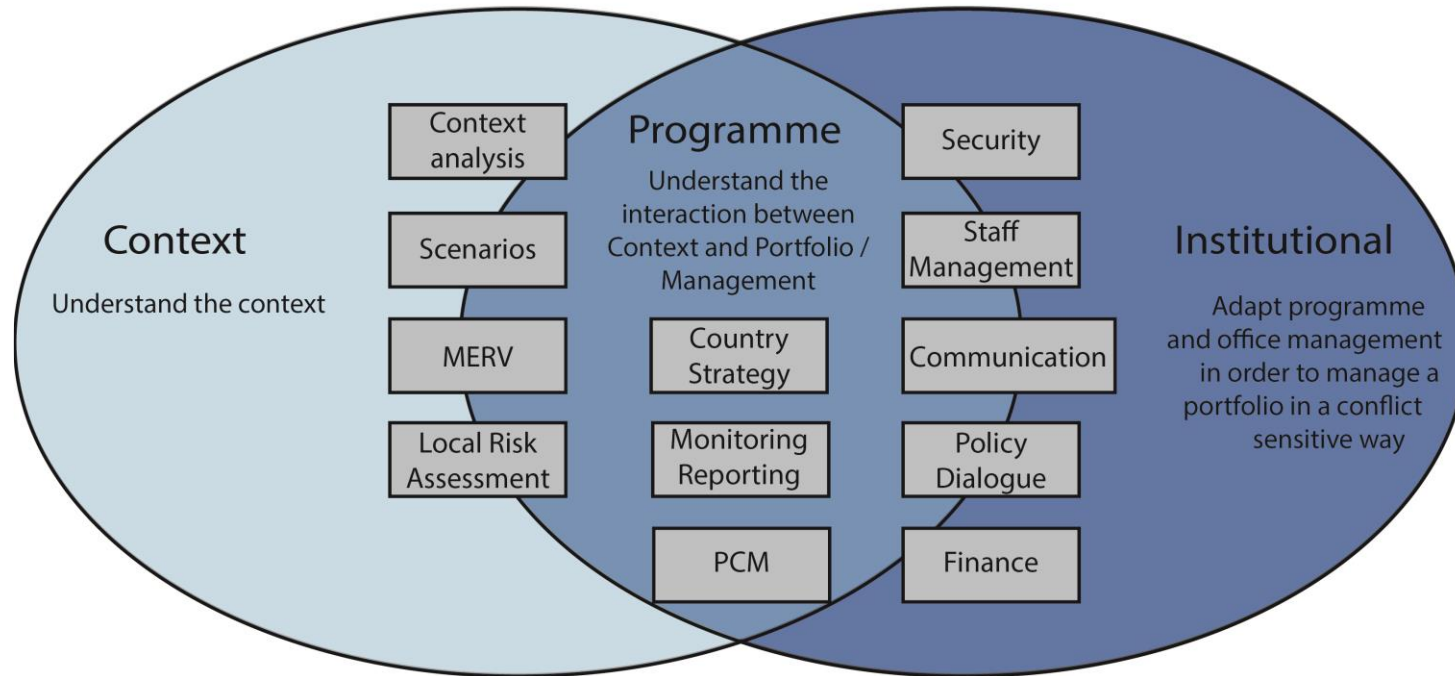 Context
Understand the context
Context
analysis
Scenarios
MERV
Local Risk
Assessment
Programme
Understand the
interaction between
Context and Portfolio /
Management
Country
Strategy
Monitoring
Reporting
PCM
Security
Staff
Management
Communication
Policy
Dialogue
Finance
Institutional
Adapt programme
and office management
in order to manage a
portfolio in a conflict
sensitive way